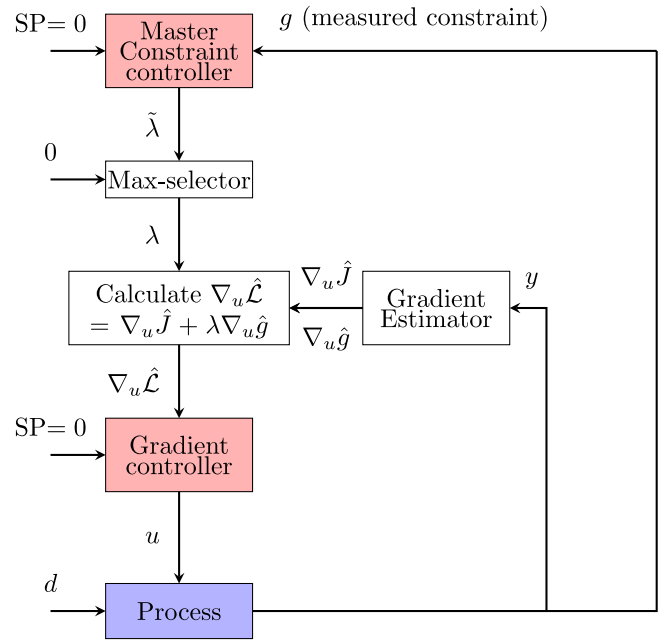 SP= 0
g (measured constraint)
Master
Constraint
controller
λ̃
0
Max-selector
λ
Calculate ∇ᵤℒ̂
= ∇ᵤĴ + λ∇ᵤĝ
∇ᵤĴ
∇ᵤĝ
Gradient
Estimator
y
∇ᵤℒ̂
SP= 0
Gradient
controller
u
d
Process